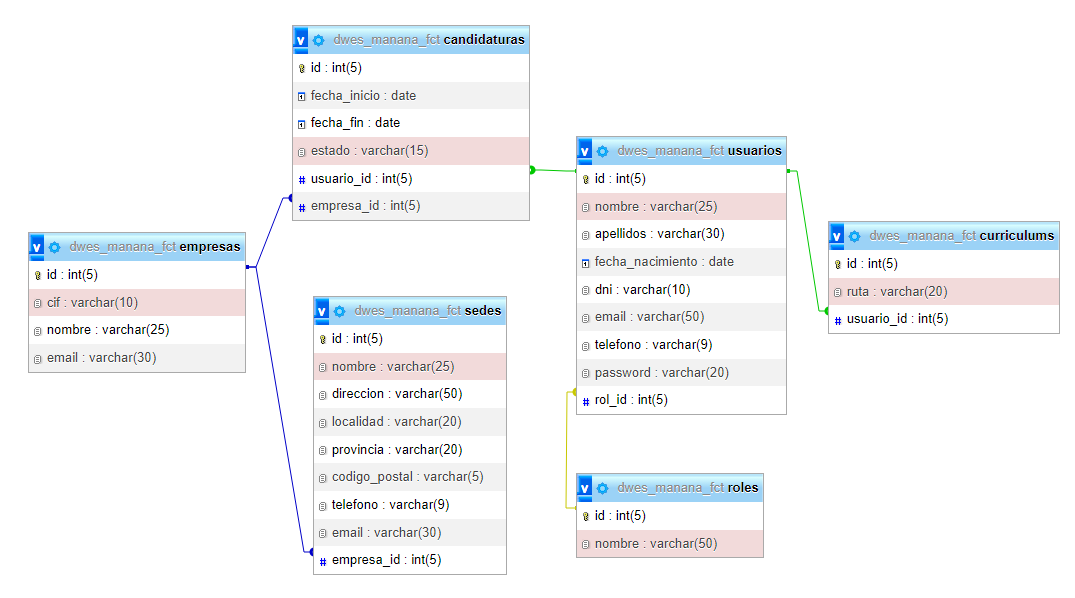 v dwes_manana_fct candidaturas
id : int(5)
fecha_inicio : date
fecha_fin : date
estado : varchar(15)
# usuario_id : int(5)
# empresa_id : int(5)
v dwes_manana_fct usuarios
id : int(5)
nombre : varchar(25)
apellidos : varchar(30)
fecha_nacimiento : date
dni : varchar(10)
email : varchar(50)
telefono : varchar(9)
password : varchar(20)
# rol_id : int(5)
v dwes_manana_fct curriculums
id : int(5)
ruta : varchar(20)
# usuario_id : int(5)
v dwes_manana_fct empresas
id : int(5)
cif : varchar(10)
nombre : varchar(25)
email : varchar(30)
v dwes_manana_fct sedes
id : int(5)
nombre : varchar(25)
direccion : varchar(50)
localidad : varchar(20)
provincia : varchar(20)
codigo_postal : varchar(5)
telefono : varchar(9)
email : varchar(30)
# empresa_id : int(5)
v dwes_manana_fct roles
id : int(5)
nombre : varchar(50)